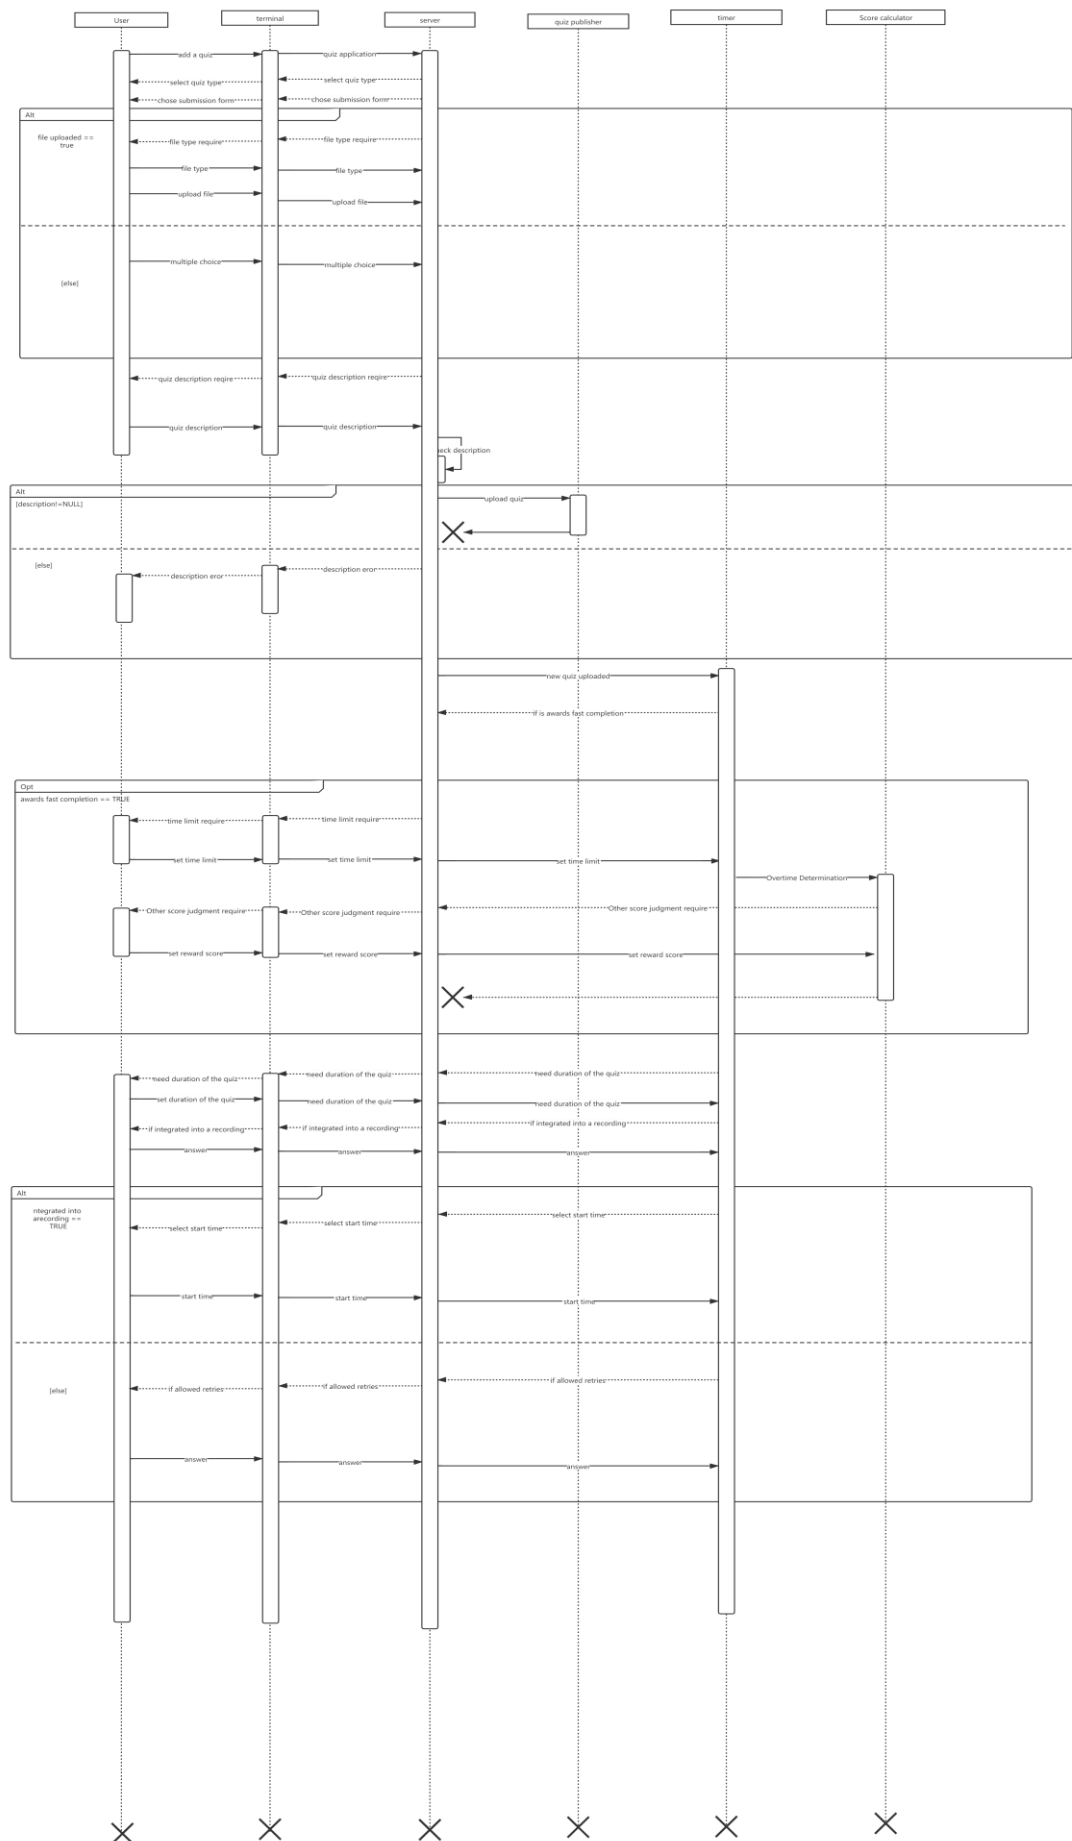 User
terminal
server
quiz publisher
timer
Score calculator
add a quiz
quiz application
select quiz type
select quiz type
chose submission form
chose submission form
Alt
file uploaded ==
true
file type require
file type require
file type
file type
upload file
upload file
multiple choice
multiple choice
[else]
quiz description reqire
quiz description reqire
quiz description
quiz description
description
Alt
[description!=NULL]
upload quiz
[else]
description eror
description eror
new quiz uploaded
if is awards fast completion
Opt
awards fast completion == TRUE
time limit require
time limit require
set time limit
set time limit
set time limit
Overtime Determination
Other score judgment require
Other score judgment require
Other score judgment require
set reward score
set reward score
set reward score
need duration of the quiz
need duration of the quiz
need duration of the quiz
set duration of the quiz
need duration of the quiz
need duration of the quiz
if integrated into a recording
if integrated into a recording
if integrated into a recording
answer
answer
answer
Alt
ntegrated into
arecording ==
TRUE
select start time
select start time
select start time
start time
start time
start time
[else]
if allowed retries
if allowed retries
if allowed retries
answer
answer
answer